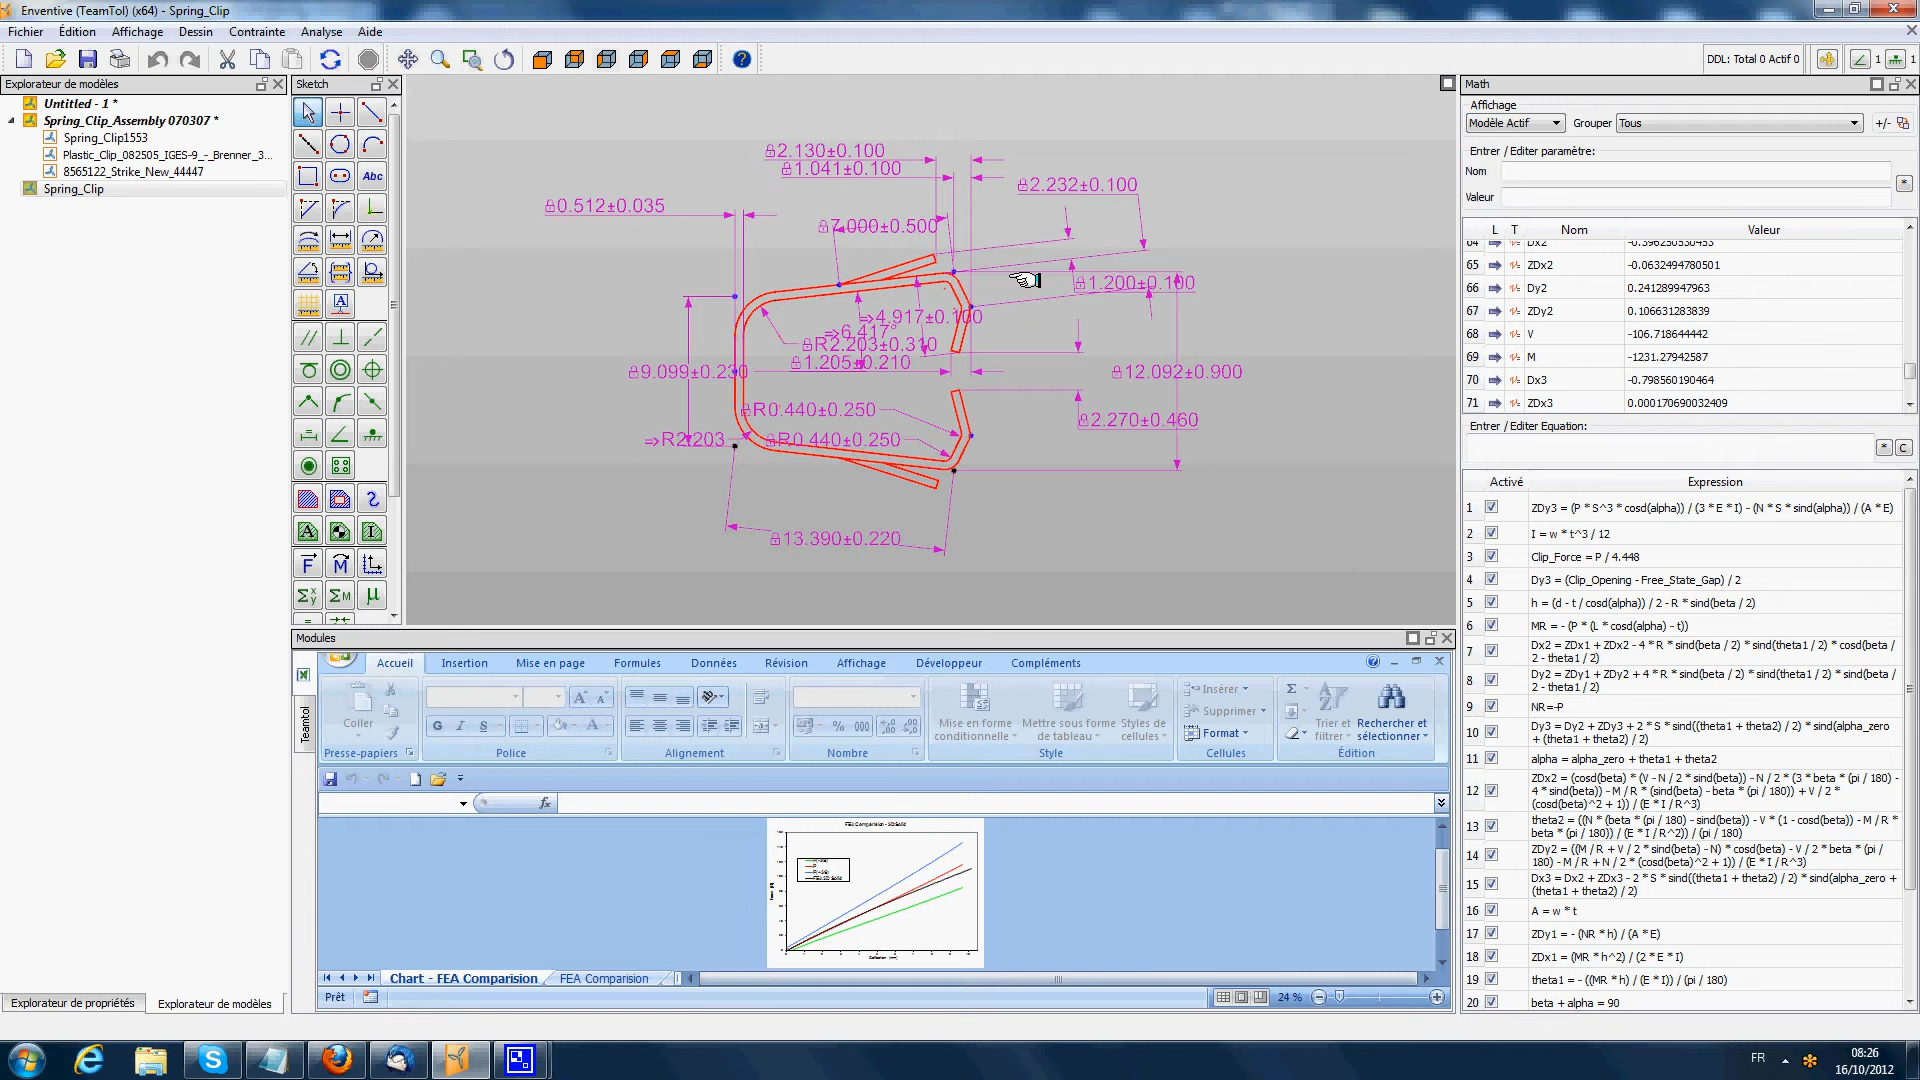 Enventive (TeamTol) (x64) - Spring_Clip
Fichier Édition Affichage Dessin Contrainte Analyse Aide
DDL: Total 0 Actif 0 1 1
Explorateur de modèles
Untitled - 1 *
Spring_Clip_Assembly 070307 *
Spring_Clip1553
Plastic_Clip_082505_IGES-9_-_Brenner_3...
8565122_Strike_New_44447
Spring_Clip
Explorateur de propriétés
Explorateur de modèles
Sketch
Abc
A
A I
F M
Σxy ΣM μ
2.130±0.100
1.041±0.100
2.232±0.100
0.512±0.035
7.000±0.500
1.200±0.100
⇒4.917±0.100
⇒6.417°
R2.203±0.310
1.205±0.210
9.099±0.230
12.092±0.900
R0.440±0.250
2.270±0.460
⇒R2.203
R0.440±0.250
13.390±0.220
Modules
Teamtol
Accueil Insertion Mise en page Formules Données Révision Affichage Développeur Compléments
Coller
Presse-papiers
G I S
Police
Alignement
% 000
Nombre
Mise en forme conditionnelle
Mettre sous forme de tableau
Styles de cellules
Style
Insérer
Supprimer
Format
Cellules
Trier et filtrer
Rechercher et sélectionner
Édition
fx
FEA Comparision - 3D Solid
Chart - FEA Comparision FEA Comparision
Prêt
24 %
Math
Affichage
Modèle Actif Grouper Tous +/-
Entrer / Editer paramètre:
Nom
Valeur
L T Nom Valeur
64 Dx2 -0.396250530453
65 ZDx2 -0.0632494780501
66 Dy2 0.241289947963
67 ZDy2 0.106631283839
68 V -106.718644442
69 M -1231.27942587
70 Dx3 -0.798560190464
71 ZDx3 0.000170690032409
Entrer / Editer Equation:
* C
Activé Expression
1 ZDy3 = (P * S^3 * cosd(alpha)) / (3 * E * I) - (N * S * sind(alpha)) / (A * E)
2 I = w * t^3 / 12
3 Clip_Force = P / 4.448
4 Dy3 = (Clip_Opening - Free_State_Gap) / 2
5 h = (d - t / cosd(alpha)) / 2 - R * sind(beta / 2)
6 MR = - (P * (L * cosd(alpha) - t))
7 Dx2 = ZDx1 + ZDx2 - 4 * R * sind(beta / 2) * sind(theta1 / 2) * cosd(beta / 2 - theta1 / 2)
8 Dy2 = ZDy1 + ZDy2 + 4 * R * sind(beta / 2) * sind(theta1 / 2) * sind(beta / 2 - theta1 / 2)
9 NR=-P
10 Dy3 = Dy2 + ZDy3 + 2 * S * sind((theta1 + theta2) / 2) * sind(alpha_zero + (theta1 + theta2) / 2)
11 alpha = alpha_zero + theta1 + theta2
12 ZDx2 = (cosd(beta) * (V - N / 2 * sind(beta)) - N / 2 * (3 * beta * (pi / 180) - 4 * sind(beta)) - M / R * (sind(beta) - beta * (pi / 180)) + V / 2 * (cosd(beta)^2 + 1)) / (E * I / R^3)
13 theta2 = ((N * (beta * (pi / 180) - sind(beta)) - V * (1 - cosd(beta)) - M / R * beta * (pi / 180)) / (E * I / R^2)) / (pi / 180)
14 ZDy2 = ((M / R + V / 2 * sind(beta) - N) * cosd(beta) - V / 2 * beta * (pi / 180) - M / R + N / 2 * (cosd(beta)^2 + 1)) / (E * I / R^3)
15 Dx3 = Dx2 + ZDx3 - 2 * S * sind((theta1 + theta2) / 2) * cosd(alpha_zero + (theta1 + theta2) / 2)
16 A = w * t
17 ZDy1 = - (NR * h) / (A * E)
18 ZDx1 = (MR * h^2) / (2 * E * I)
19 theta1 = - ((MR * h) / (E * I)) / (pi / 180)
20 beta + alpha = 90
FR
08:26
16/10/2012